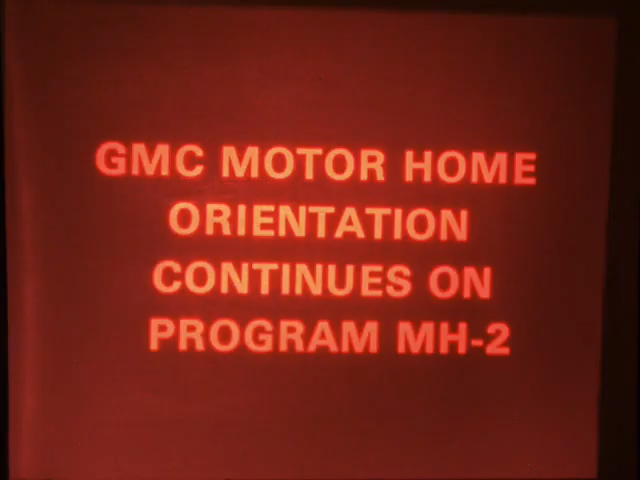 GMC MOTOR HOME
ORIENTATION
CONTINUES ON
PROGRAM MH-2